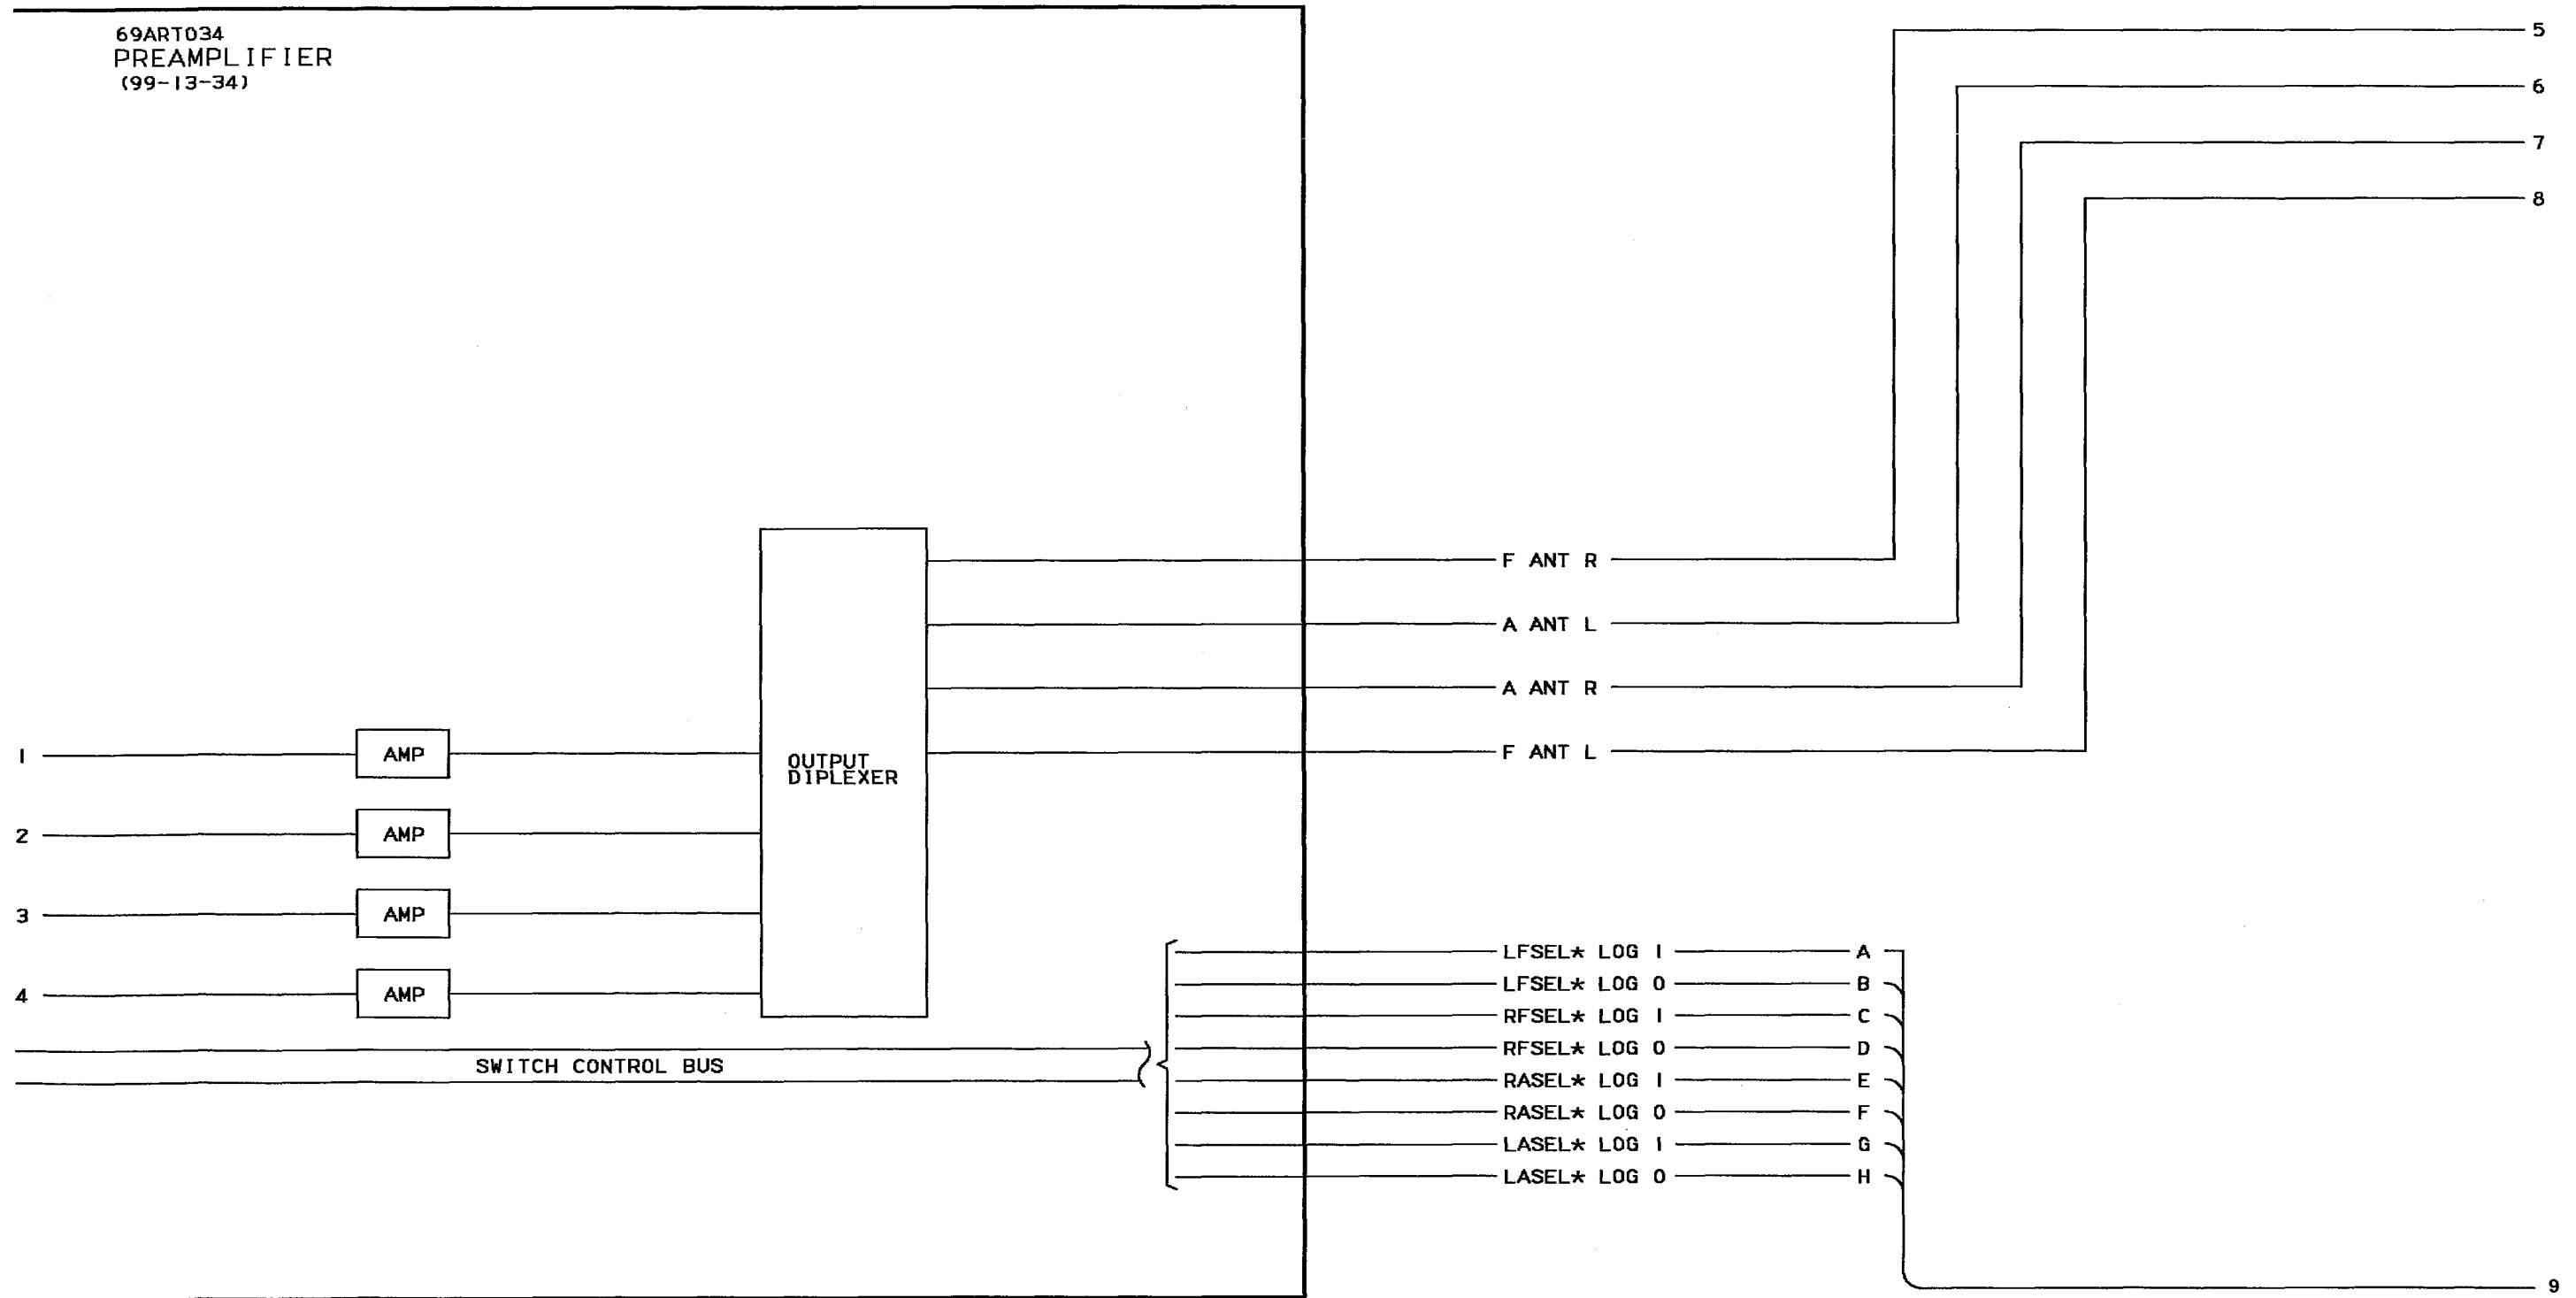 69ART034
PREAMPLIFIER
(99-13-34)
5
6
7
8
F ANT R
A ANT L
A ANT R
F ANT L
1
AMP
OUTPUT
DIPLEXER
2
AMP
3
AMP
4
AMP
SWITCH CONTROL BUS
LFSEL* LOG 1 A
LFSEL* LOG 0 B
RFSEL* LOG 1 C
RFSEL* LOG 0 D
RASEL* LOG 1 E
RASEL* LOG 0 F
LASEL* LOG 1 G
LASEL* LOG 0 H
9